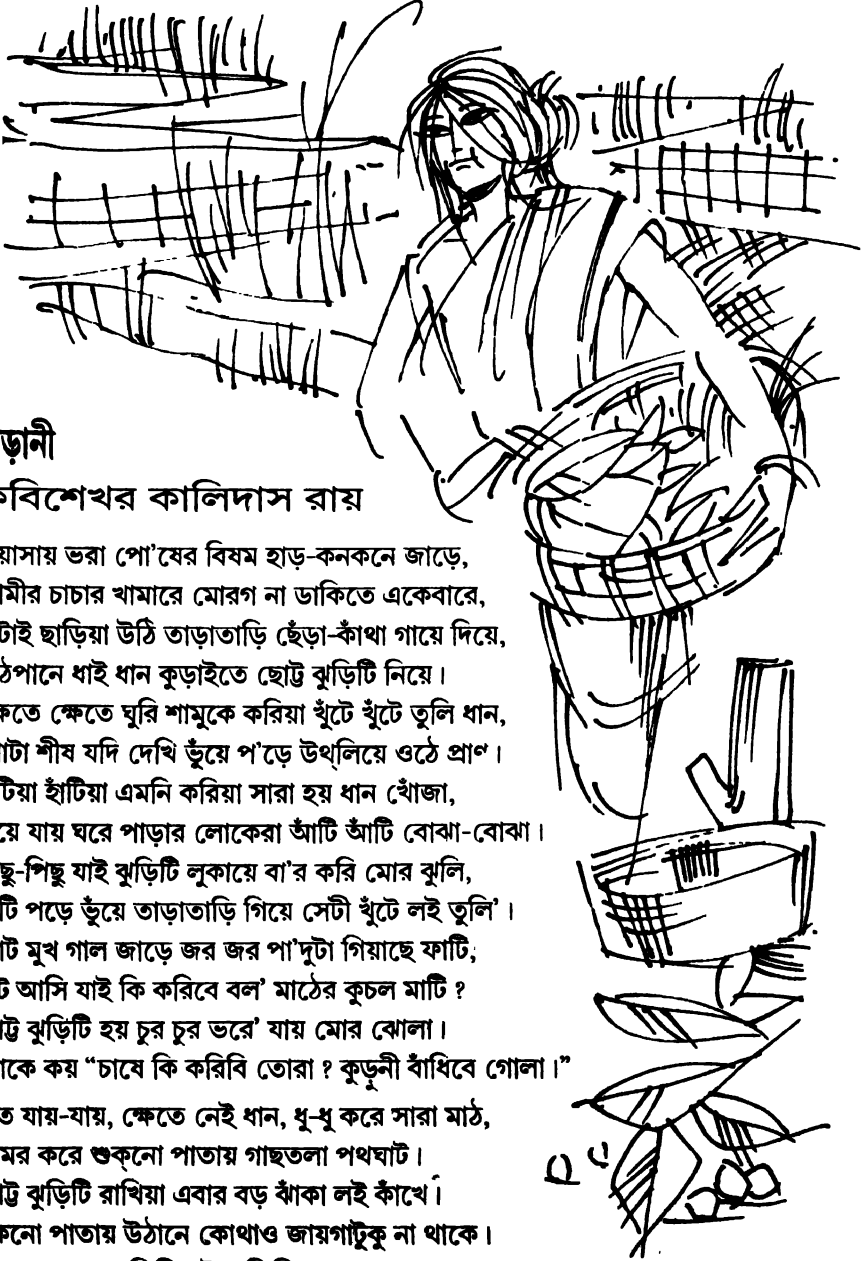 ড়ানী
কবিশেখর কালিদাস রায়
য়াসায় ভরা পো'ষের বিষম হাড়-কনকনে জাড়ে,
মীর চাচার খামারে মোরগ না ডাকিতে একেবারে,
টাই ছাড়িয়া উঠি তাড়াতাড়ি ছেঁড়া-কাঁথা গায়ে দিয়ে,
ঠপানে ধাই ধান কুড়াইতে ছোট্ট ঝুড়িটি নিয়ে।
েতে ক্ষেতে ঘুরি শামুকে করিয়া খুঁটে খুঁটে তুলি ধান,
োটা শীষ যদি দেখি ভুঁয়ে প'ড়ে উথ্‌লিয়ে ওঠে প্রাণ।
টিয়া হাঁটিয়া এমনি করিয়া সারা হয় ধান খোঁজা,
য়ে যায় ঘরে পাড়ার লোকেরা আঁটি আঁটি বোঝা-বোঝা।
ছু-পিছু যাই ঝুড়িটি লুকায়ে বা'র করি মোর ঝুলি,
টি পড়ে ভুঁয়ে তাড়াতাড়ি গিয়ে সেটী খুঁটে লই তুলি'।
াট মুখ গাল জাড়ে জর জর পা'দুটা গিয়াছে ফাটি,
ট আসি যাই কি করিবে বল' মাঠের কুচল মাটি ?
ট্ট ঝুড়িটি হয় চুর চুর ভরে' যায় মোর ঝোলা।
াকে কয় “চাষে কি করিবি তোরা ? কুড়ুনী বাঁধিবে গোলা।”
ত যায়-যায়, ক্ষেতে নেই ধান, ধু-ধু করে সারা মাঠ,
মর করে শুক্‌নো পাতায় গাছতলা পথঘাট।
ট্ট ঝুড়িটি রাখিয়া এবার বড় ঝাঁকা লই কাঁখে।
কনো পাতায় উঠানে কোথাও জায়গাটুকু না থাকে।